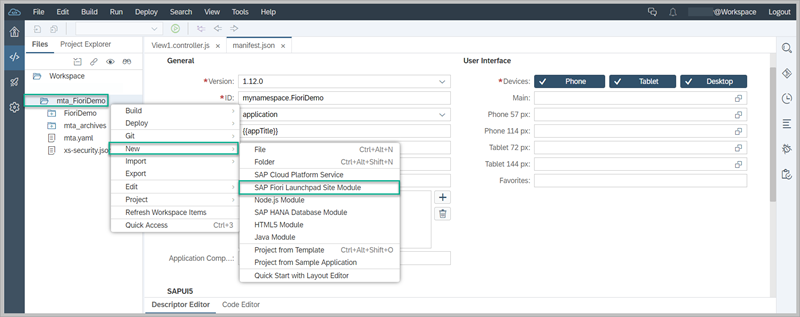 File Edit Run Deploy Search View Tools Help @Workspace Logout
Files Project Explorer View1.controller.js × manifest.json ×
General User Interface
Workspace
*Version: 1.12.0 *Devices: Phone Tablet Desktop
mta_FioriDemo *ID: mynamespace.FioriDemo Main:
FioriDemo Build application Phone 57 px:
mta_archives Deploy {{appTitle}} Phone 114 px:
mta.yaml Git
xs-security.jso New File Ctrl+Alt+N Tablet 72 px:
Import Folder Ctrl+Alt+Shift+N Tablet 144 px:
Export SAP Cloud Platform Service Favorites:
Edit SAP Fiori Launchpad Site Module
Project Node.js Module
Refresh Workspace Items SAP HANA Database Module
Quick Access Ctrl+3 HTML5 Module
Java Module
Application Comp...: Project from Template Ctrl+Alt+Shift+O
Project from Sample Application
Quick Start with Layout Editor
SAPUI5
Descriptor Editor Code Editor